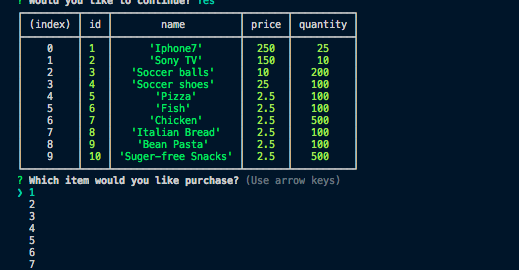 ? Would you like to continue? Yes
(index) id name price quantity
0 1 'Iphone7' 250 25
1 2 'Sony TV' 150 10
2 3 'Soccer balls' 10 200
3 4 'Soccer shoes' 25 100
4 5 'Pizza' 2.5 100
5 6 'Fish' 2.5 100
6 7 'Chicken' 2.5 500
7 8 'Italian Bread' 2.5 100
8 9 'Bean Pasta' 2.5 100
9 10 'Suger-free Snacks' 2.5 500
? Which item would you like purchase? (Use arrow keys)
❯ 1
2
3
4
5
6
7